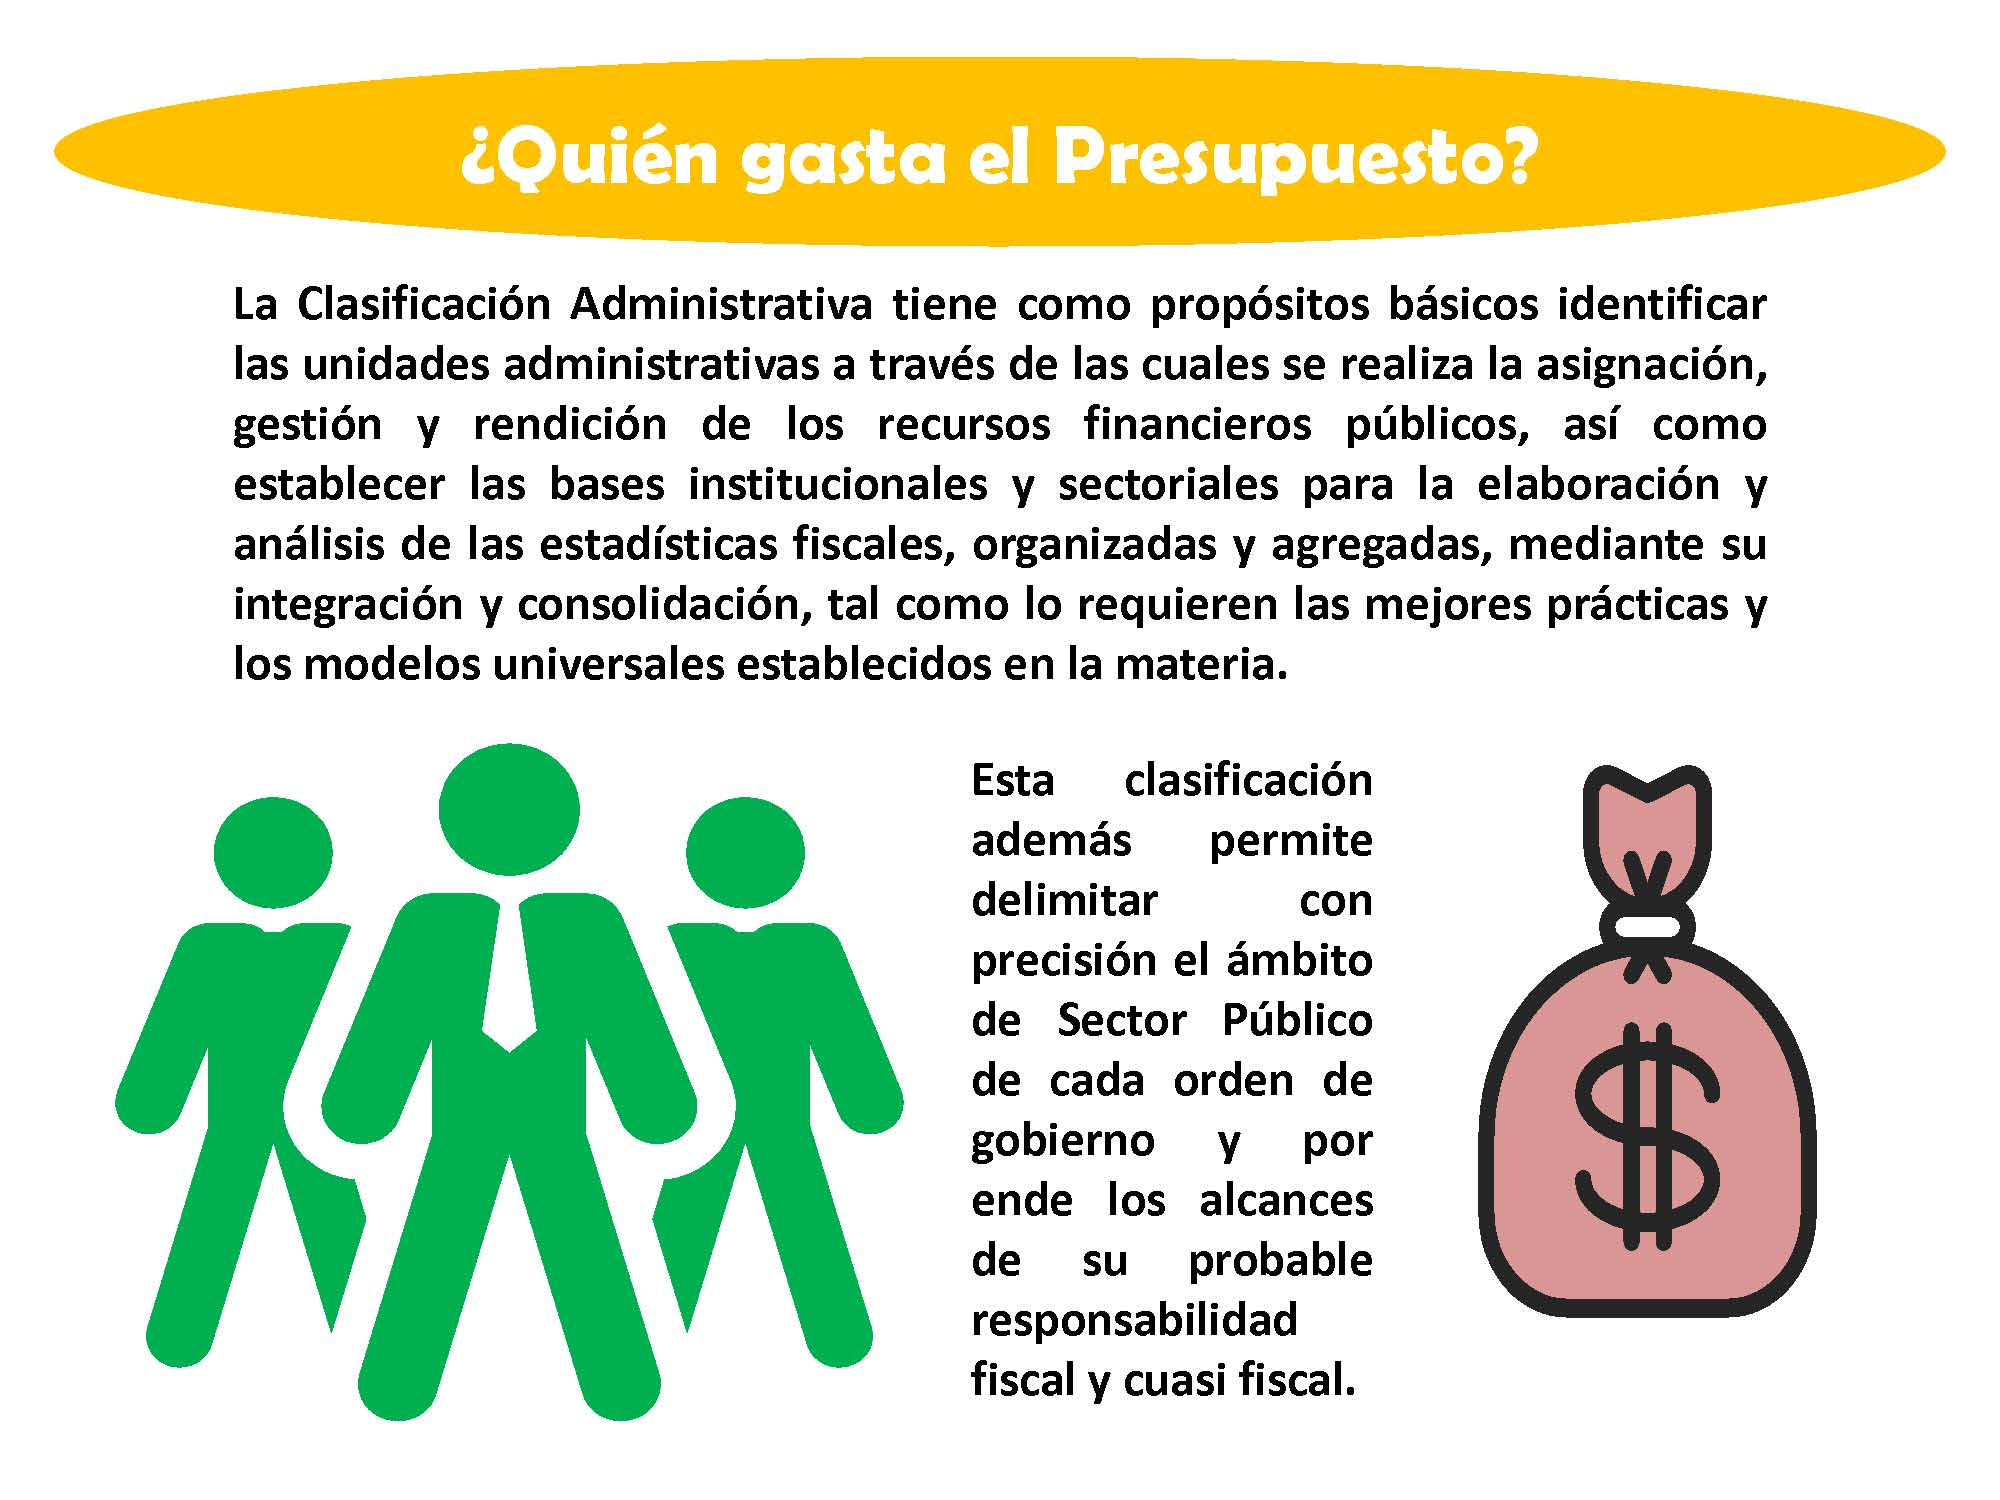 ¿Quién gasta el Presupuesto?
La Clasificación Administrativa tiene como propósitos básicos identificar
las unidades administrativas a través de las cuales se realiza la asignación,
gestión y rendición de los recursos financieros públicos, así como
establecer las bases institucionales y sectoriales para la elaboración y
análisis de las estadísticas fiscales, organizadas y agregadas, mediante su
integración y consolidación, tal como lo requieren las mejores prácticas y
los modelos universales establecidos en la materia.
Esta clasificación
además permite
delimitar con
precisión el ámbito
de Sector Público
de cada orden de
gobierno y por
ende los alcances
de su probable
responsabilidad
fiscal y cuasi fiscal.
$